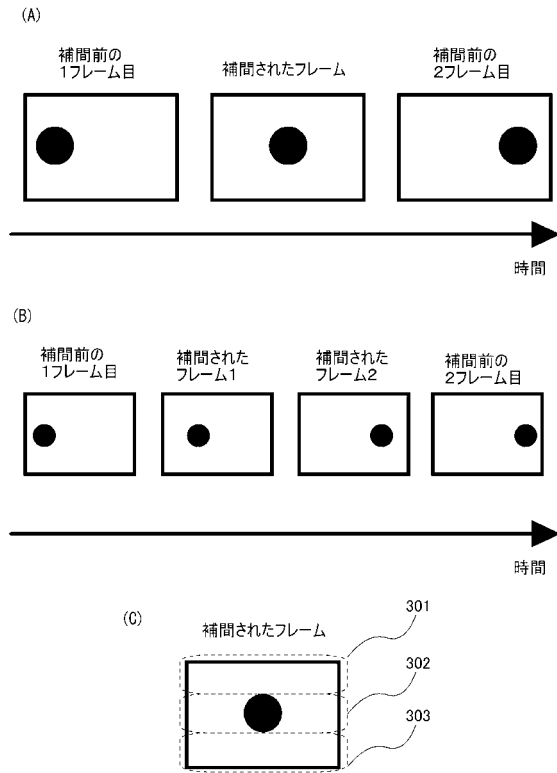 (A)
補間前の
1フレーム目
補間されたフレーム
補間前の
2フレーム目
時間
(B)
補間前の
1フレーム目
補間された
フレーム1
補間された
フレーム2
補間前の
2フレーム目
時間
(C)
補間されたフレーム
301
302
303